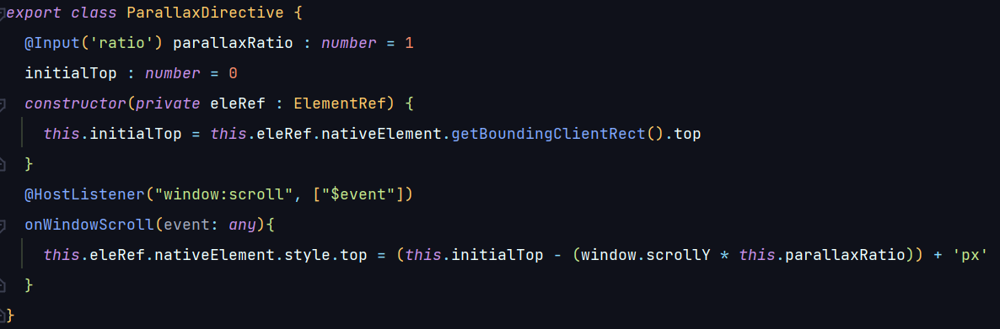 export class ParallaxDirective {
  @Input('ratio') parallaxRatio : number = 1
  initialTop : number = 0
  constructor(private eleRef : ElementRef) {
    this.initialTop = this.eleRef.nativeElement.getBoundingClientRect().top
  }
  @HostListener("window:scroll", ["$event"])
  onWindowScroll(event: any){
    this.eleRef.nativeElement.style.top = (this.initialTop - (window.scrollY * this.parallaxRatio)) + 'px'
  }
}